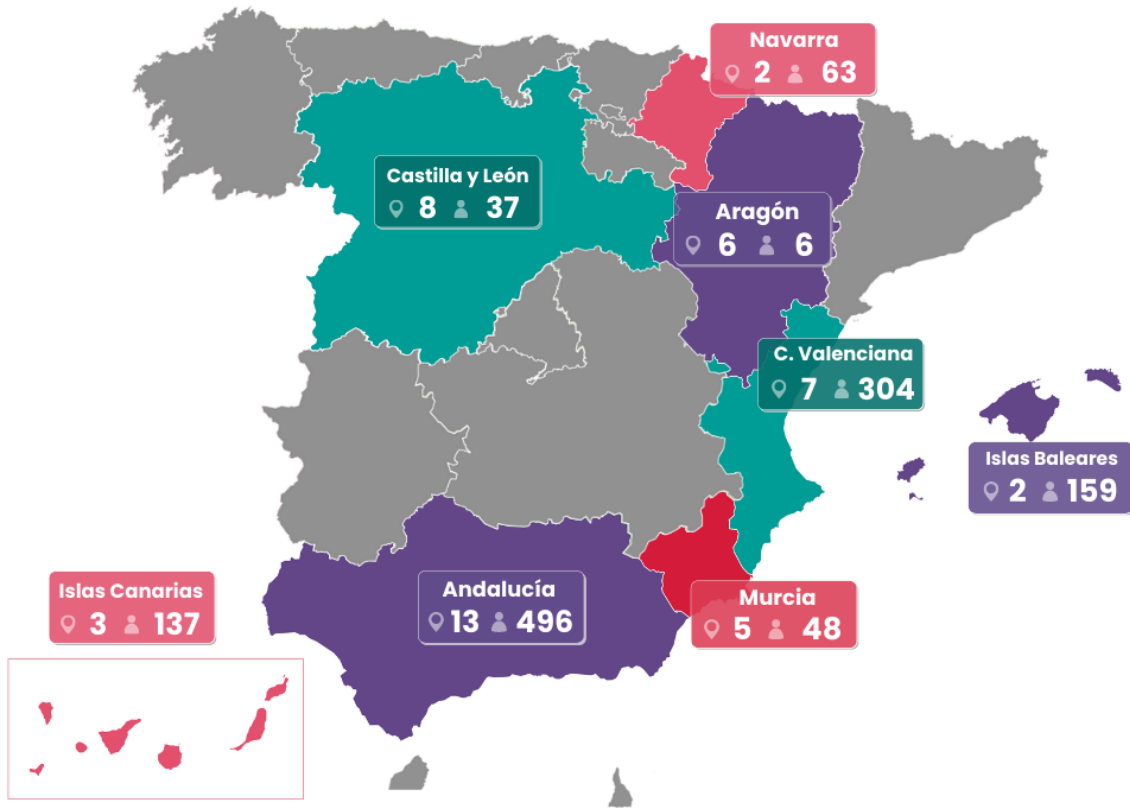 Navarra
2 63
Castilla y León
8 37
Aragón
6 6
C. Valenciana
7 304
Islas Baleares
2 159
Islas Canarias
3 137
Andalucía
13 496
Murcia
5 48